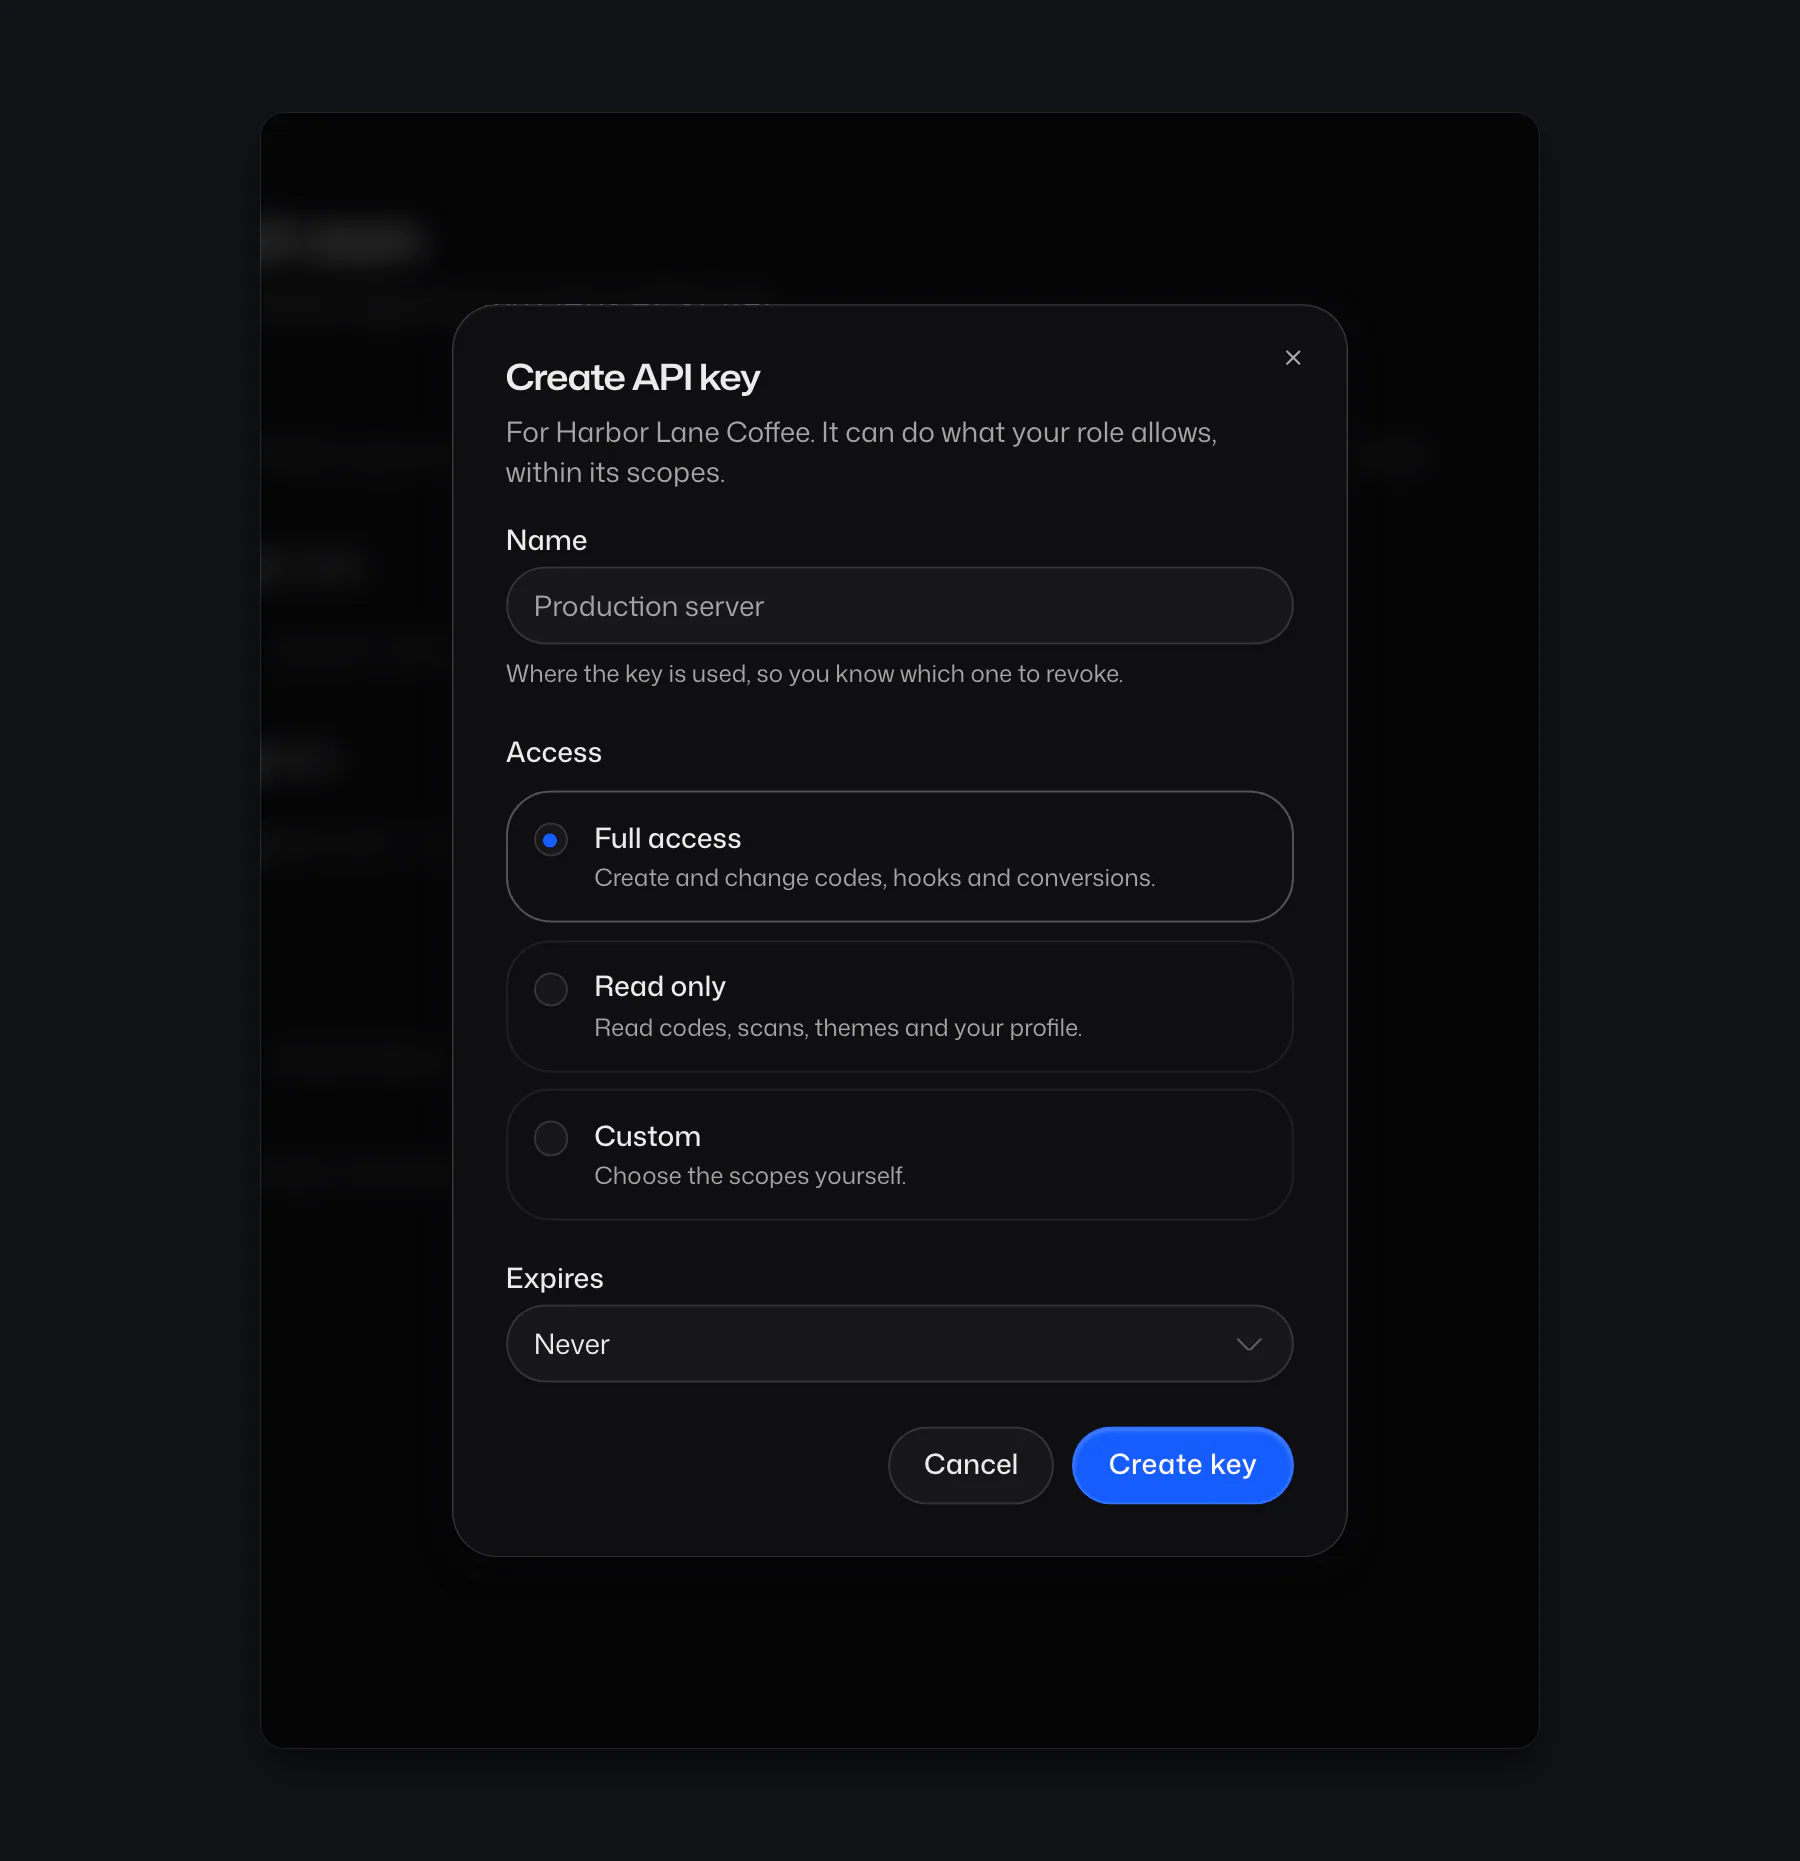 Create API key
For Harbor Lane Coffee. It can do what your role allows,
within its scopes.
Name
Production server
Where the key is used, so you know which one to revoke.
Access
Full access
Create and change codes, hooks and conversions.
Read only
Read codes, scans, themes and your profile.
Custom
Choose the scopes yourself.
Expires
Never
Cancel
Create key